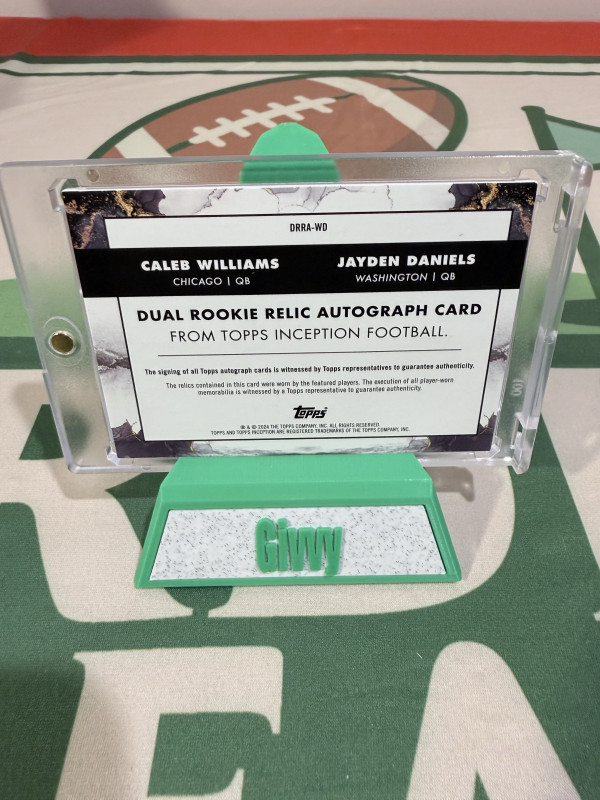 DRRA-WD
CALEB WILLIAMS
CHICAGO | QB
JAYDEN DANIELS
WASHINGTON | QB
DUAL ROOKIE RELIC AUTOGRAPH CARD
FROM TOPPS INCEPTION FOOTBALL.
The signing of all Topps autograph cards is witnessed by Topps representatives to guarantee authenticity.
The relics contained in this card were worn by the featured players. The execution of all player-worn
memorabilia is witnessed by a Topps representative to guarantee authenticity.
Topps
® & © 2024 THE TOPPS COMPANY, INC. ALL RIGHTS RESERVED.
TOPPS AND TOPPS INCEPTION ARE REGISTERED TRADEMARKS OF THE TOPPS COMPANY, INC.
Givvy